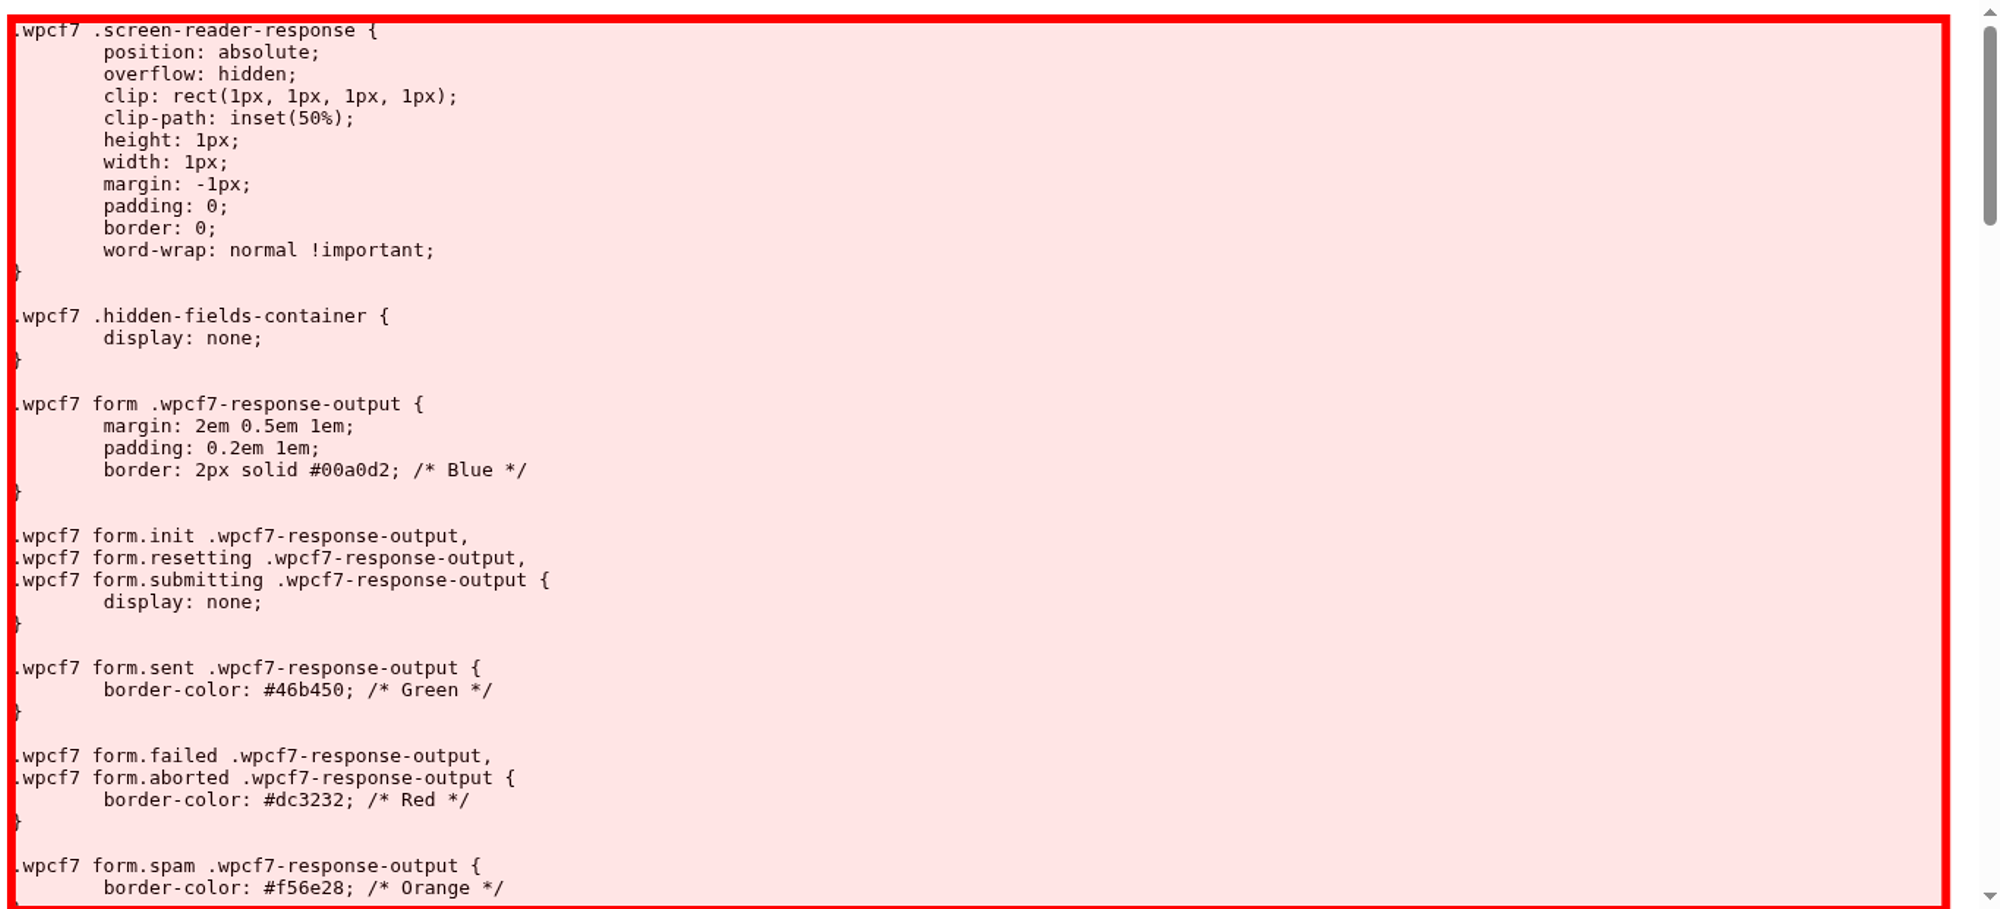 .wpcf7 .screen-reader-response {
	position: absolute;
	overflow: hidden;
	clip: rect(1px, 1px, 1px, 1px);
	clip-path: inset(50%);
	height: 1px;
	width: 1px;
	margin: -1px;
	padding: 0;
	border: 0;
	word-wrap: normal !important;
}

.wpcf7 .hidden-fields-container {
	display: none;
}

.wpcf7 form .wpcf7-response-output {
	margin: 2em 0.5em 1em;
	padding: 0.2em 1em;
	border: 2px solid #00a0d2; /* Blue */
}

.wpcf7 form.init .wpcf7-response-output,
.wpcf7 form.resetting .wpcf7-response-output,
.wpcf7 form.submitting .wpcf7-response-output {
	display: none;
}

.wpcf7 form.sent .wpcf7-response-output {
	border-color: #46b450; /* Green */
}

.wpcf7 form.failed .wpcf7-response-output,
.wpcf7 form.aborted .wpcf7-response-output {
	border-color: #dc3232; /* Red */
}

.wpcf7 form.spam .wpcf7-response-output {
	border-color: #f56e28; /* Orange */